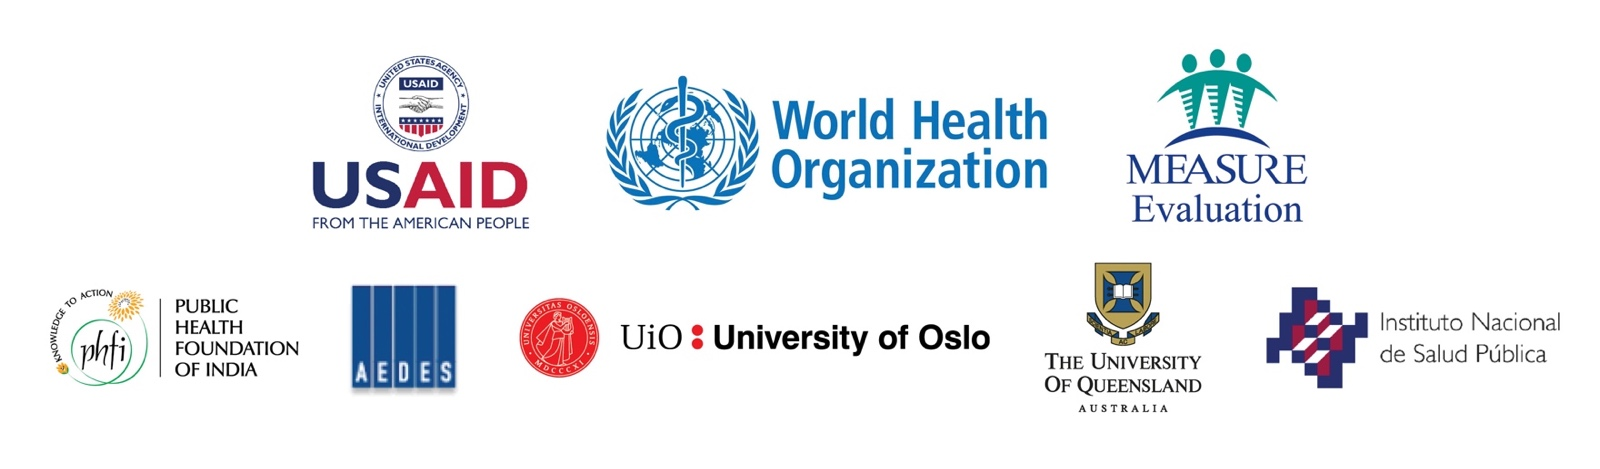 UNITED STATES AGENCY
USAID
INTERNATIONAL DEVELOPMENT
USAID
FROM THE AMERICAN PEOPLE
World Health
Organization
MEASURE
Evaluation
KNOWLEDGE TO ACTION
phfi
PUBLIC
HEALTH
FOUNDATION
OF INDIA
AEDES
UNIVERSITAS OSLOENSIS
MDCCCXI
UiO : University of Oslo
THE UNIVERSITY
OF QUEENSLAND
AUSTRALIA
Instituto Nacional
de Salud Pública